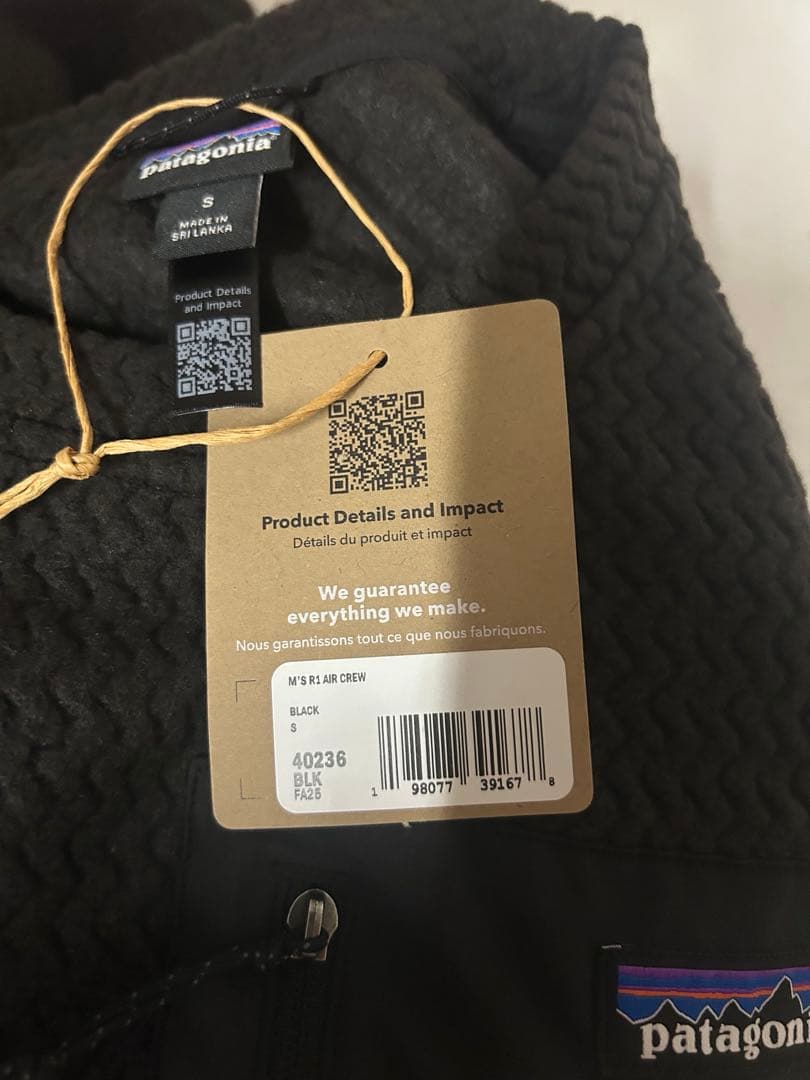 patagonia®
S
MADE IN
SRI LANKA
Product Details
and Impact
Product Details and Impact
Détails du produit et impact
We guarantee
everything we make.
Nous garantissons tout ce que nous fabriquons.
M'S R1 AIR CREW
BLACK
S
40236
BLK
FA25
1 98077 39167 8
patagoni